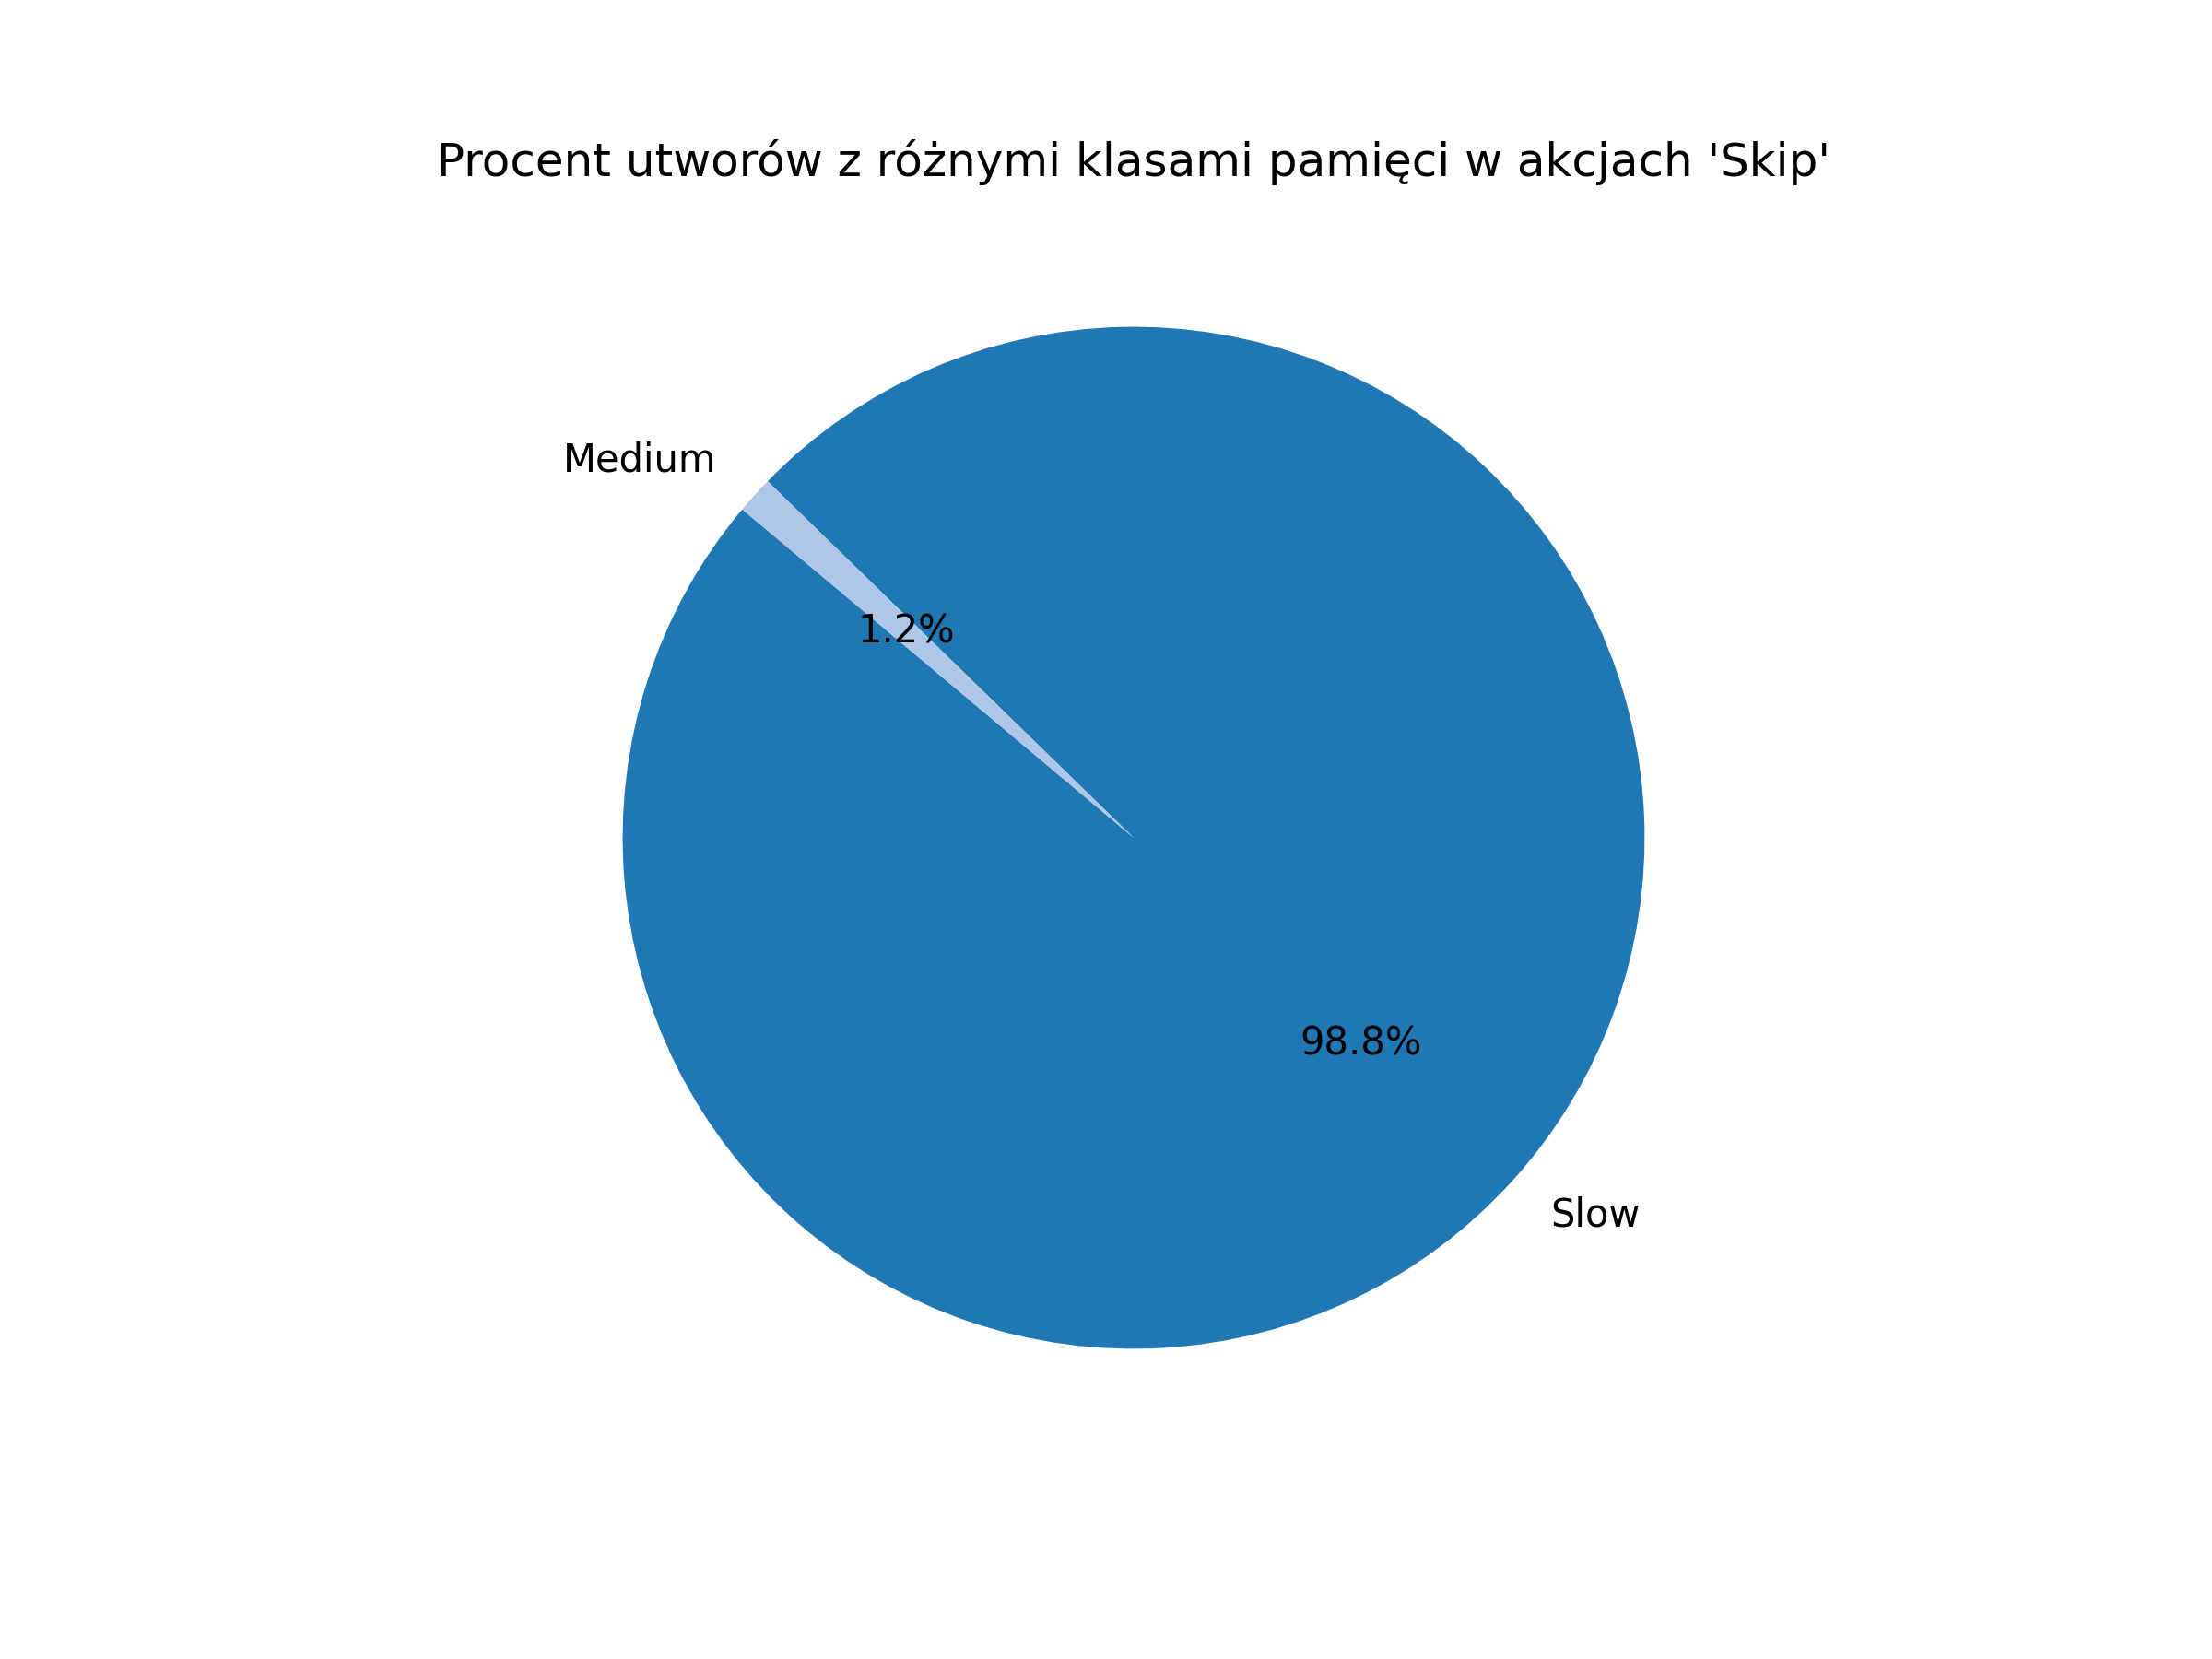 Procent utworów z różnymi klasami pamięci w akcjach 'Skip'
Medium
1.2%
98.8%
Slow